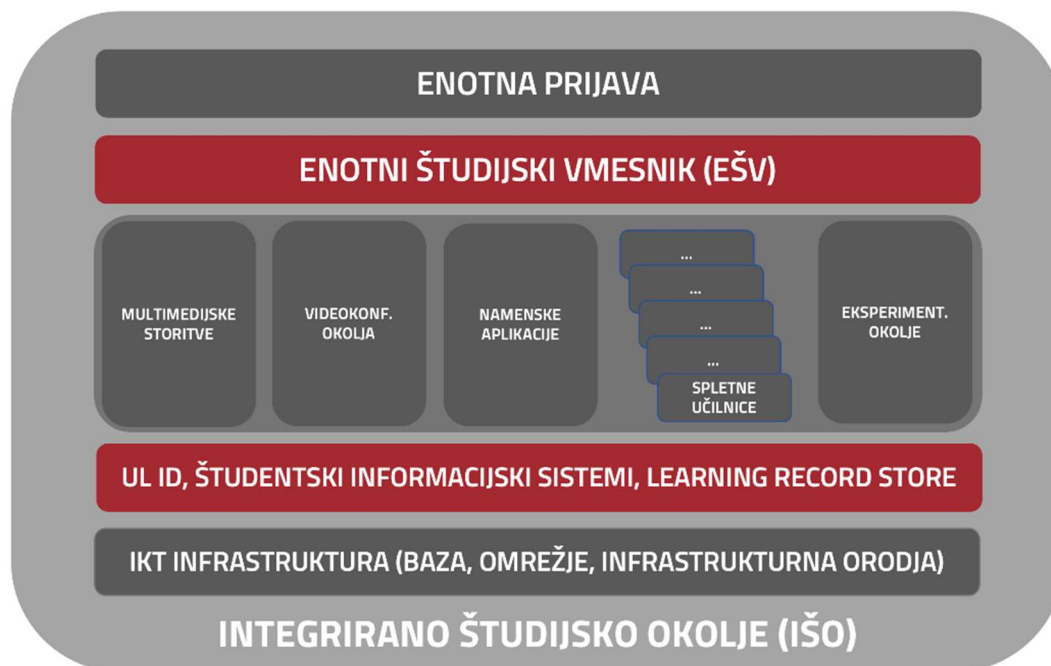 ENOTNA PRIJAVA
ENOTNI ŠTUDIJSKI VMESNIK (EŠV)
MULTIMEDIJSKE
STORITVE
VIDEOKONF.
OKOLJA
NAMENSKE
APLIKACIJE
...
...
...
...
SPLETNE
UČILNICE
EKSPERIMENT.
OKOLJE
UL ID, ŠTUDENTSKI INFORMACIJSKI SISTEMI, LEARNING RECORD STORE
IKT INFRASTRUKTURA (BAZA, OMREŽJE, INFRASTRUKTURNA ORODJA)
INTEGRIRANO ŠTUDIJSKO OKOLJE (IŠO)